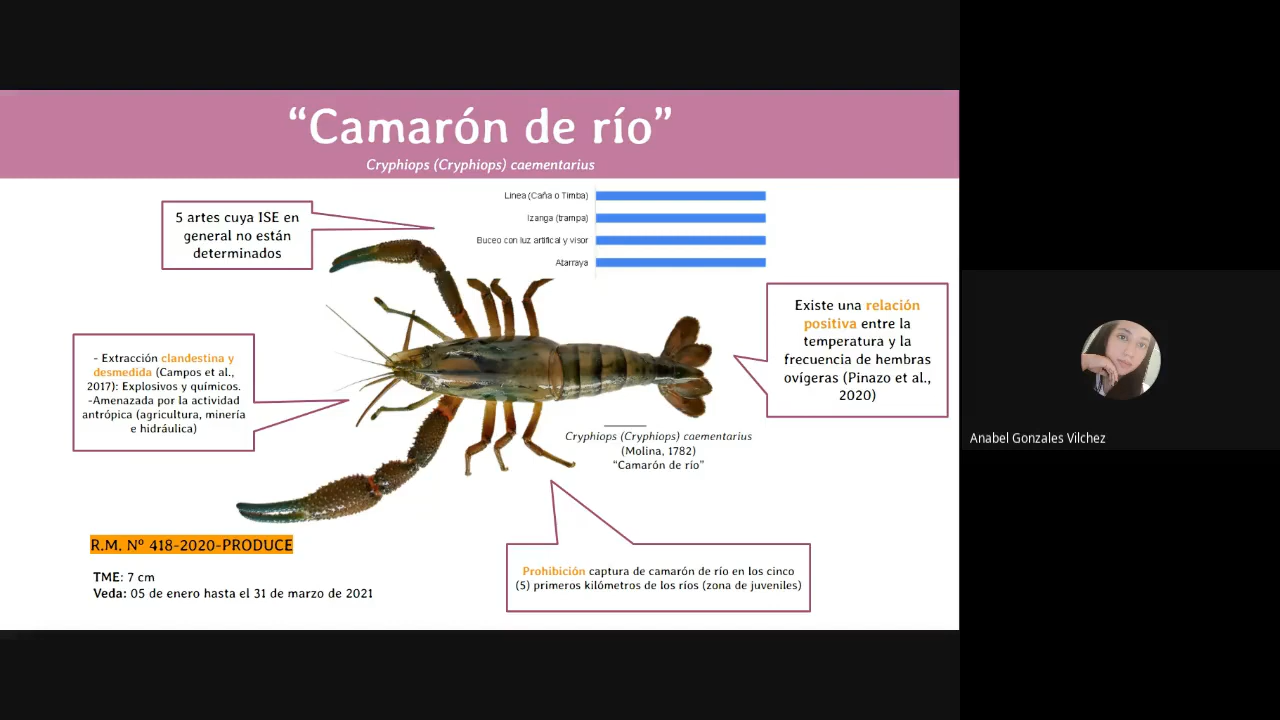 “Camarón de río”
Cryphiops (Cryphiops) caementarius
5 artes cuya ISE en
general no están
determinados
Linea (Caña o Timba)
Izanga (trampa)
Buceo con luz artifical y visor
Atarraya
Existe una relación
positiva entre la
temperatura y la
frecuencia de hembras
ovígeras (Pinazo et al.,
2020)
- Extracción clandestina y
desmedida (Campos et al.,
2017): Explosivos y químicos.
-Amenazada por la actividad
antrópica (agricultura, minería
e hidráulica)
Cryphiops (Cryphiops) caementarius
(Molina, 1782)
“Camarón de río”
R.M. Nº 418-2020-PRODUCE
TME: 7 cm
Veda: 05 de enero hasta el 31 de marzo de 2021
Prohibición captura de camarón de río en los cinco
(5) primeros kilómetros de los ríos (zona de juveniles)
Anabel Gonzales Vilchez